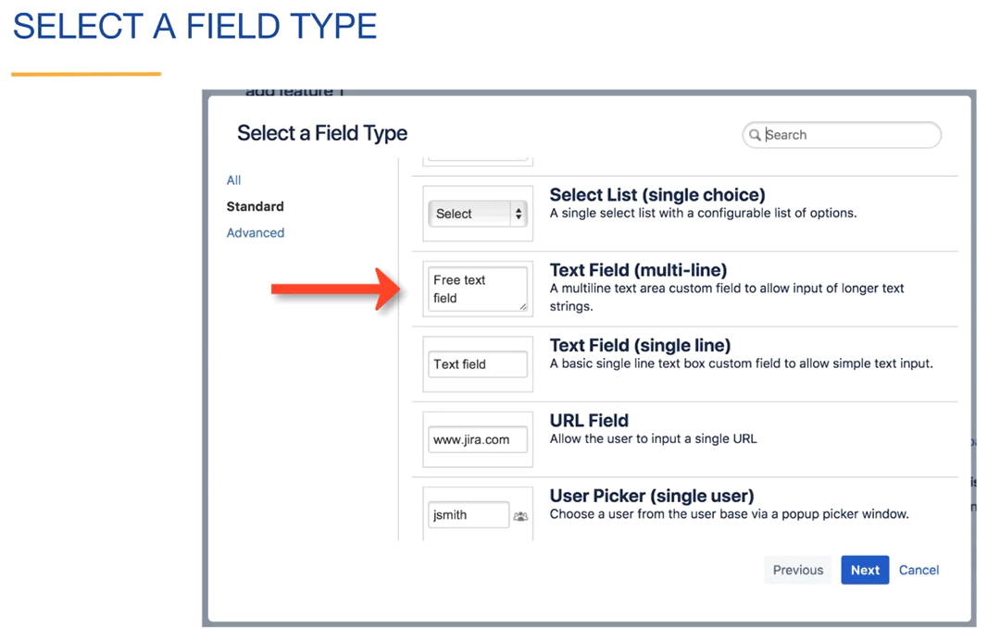 SELECT A FIELD TYPE
add feature 1
Select a Field Type
Search
All
Standard
Advanced
Select
Select List (single choice)
A single select list with a configurable list of options.
Free text
field
Text Field (multi-line)
A multiline text area custom field to allow input of longer text
strings.
Text field
Text Field (single line)
A basic single line text box custom field to allow simple text input.
www.jira.com
URL Field
Allow the user to input a single URL
jsmith
User Picker (single user)
Choose a user from the user base via a popup picker window.
Previous
Next
Cancel